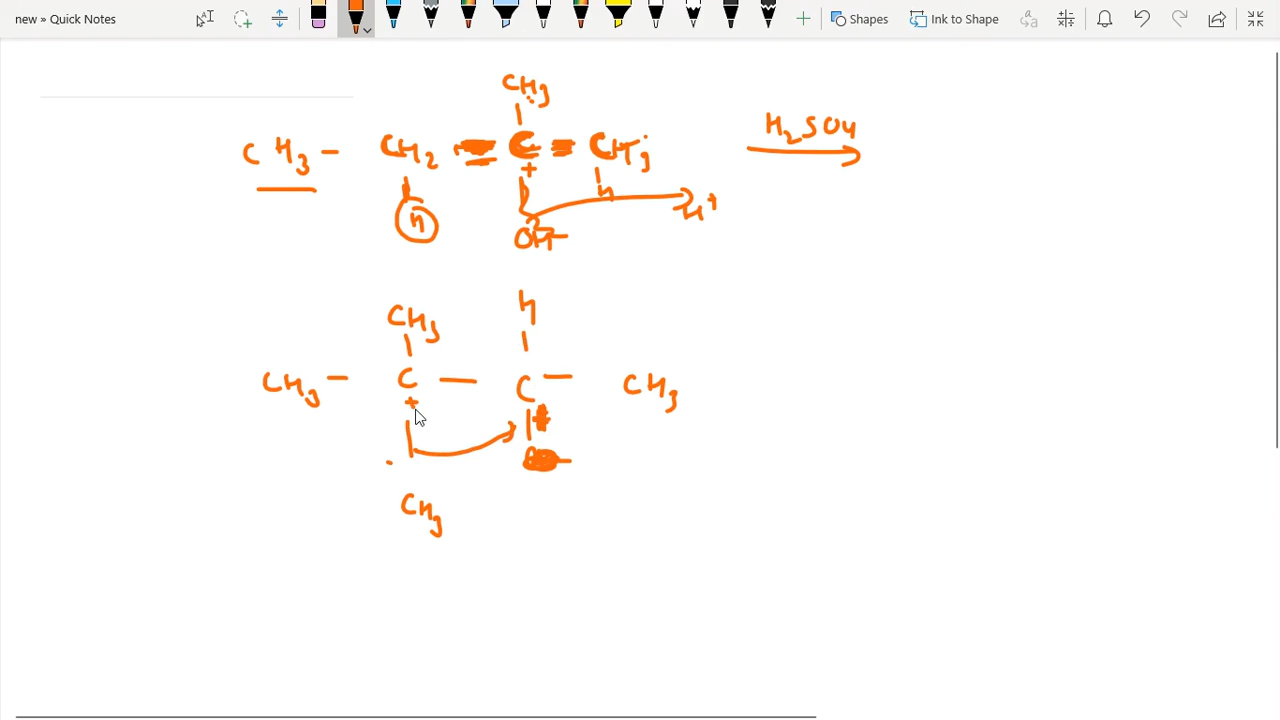 new » Quick Notes
Shapes
Ink to Shape
CH3
CH3 - CH2 = C = CH3
H2SO4
+
H
H
H+
OH
CH3
H
CH3 - C - C - CH3
+
CH3